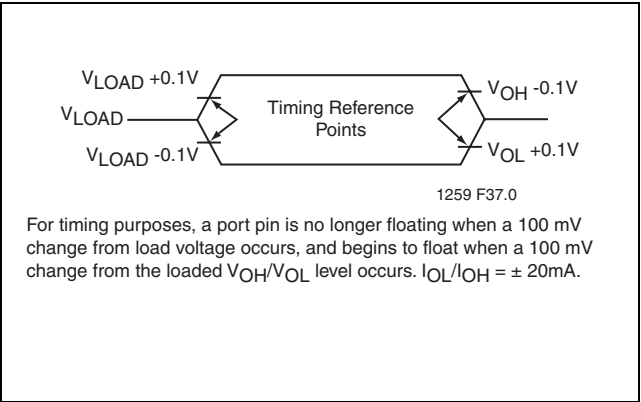 VLOAD +0.1V
VLOAD
VLOAD -0.1V
Timing Reference
Points
VOH -0.1V
VOL +0.1V
1259 F37.0
For timing purposes, a port pin is no longer floating when a 100 mV
change from load voltage occurs, and begins to float when a 100 mV
change from the loaded VOH/VOL level occurs. IOL/IOH = ± 20mA.